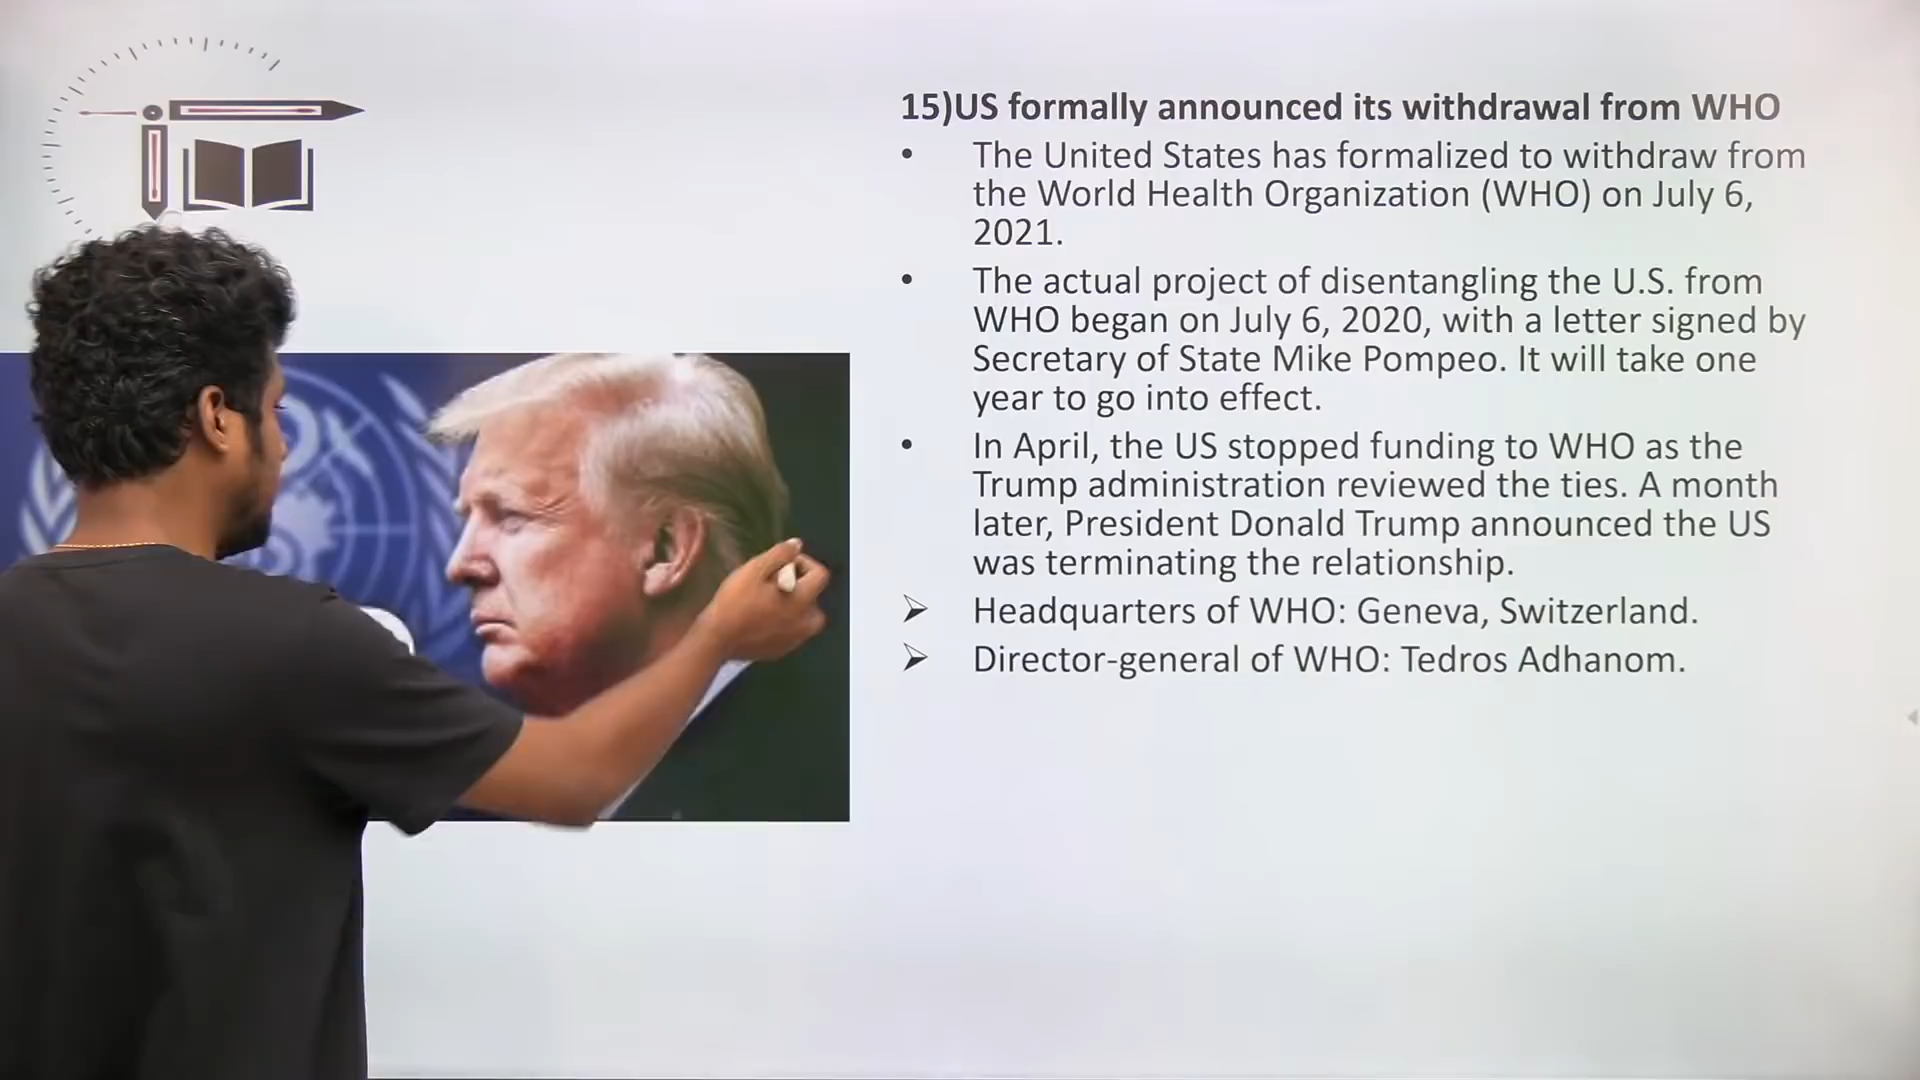 15)US formally announced its withdrawal from WHO
• The United States has formalized to withdraw from
the World Health Organization (WHO) on July 6,
2021.
• The actual project of disentangling the U.S. from
WHO began on July 6, 2020, with a letter signed by
Secretary of State Mike Pompeo. It will take one
year to go into effect.
• In April, the US stopped funding to WHO as the
Trump administration reviewed the ties. A month
later, President Donald Trump announced the US
was terminating the relationship.
➢ Headquarters of WHO: Geneva, Switzerland.
➢ Director-general of WHO: Tedros Adhanom.